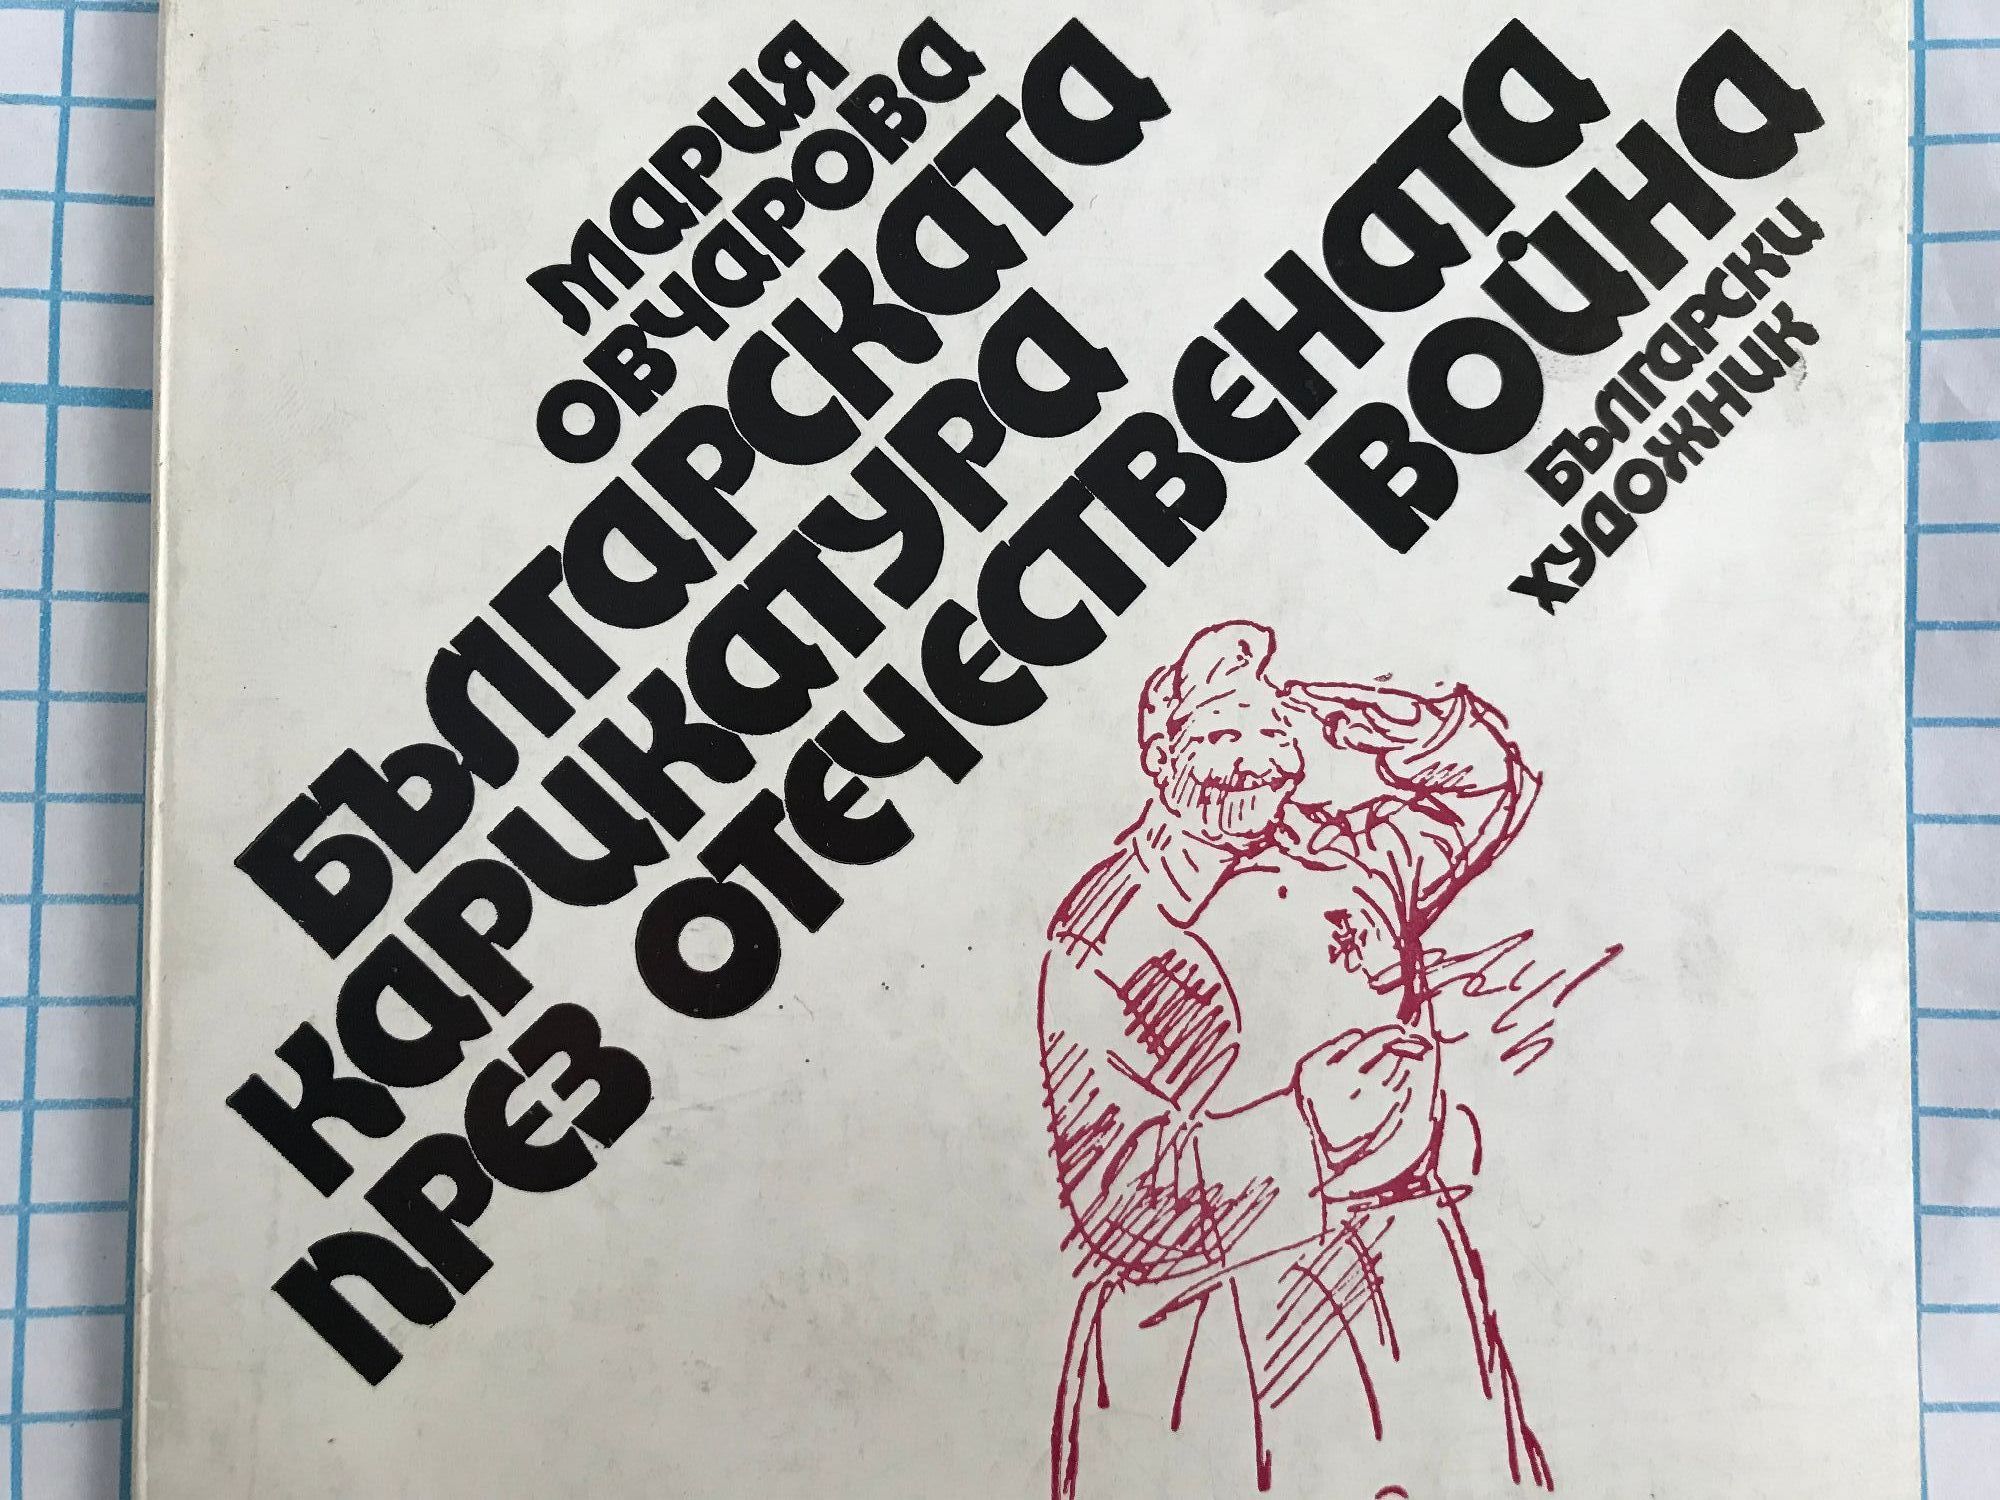 Мария
Овчарова
Българската
карикатура
през Отечествената
война
Български
художник